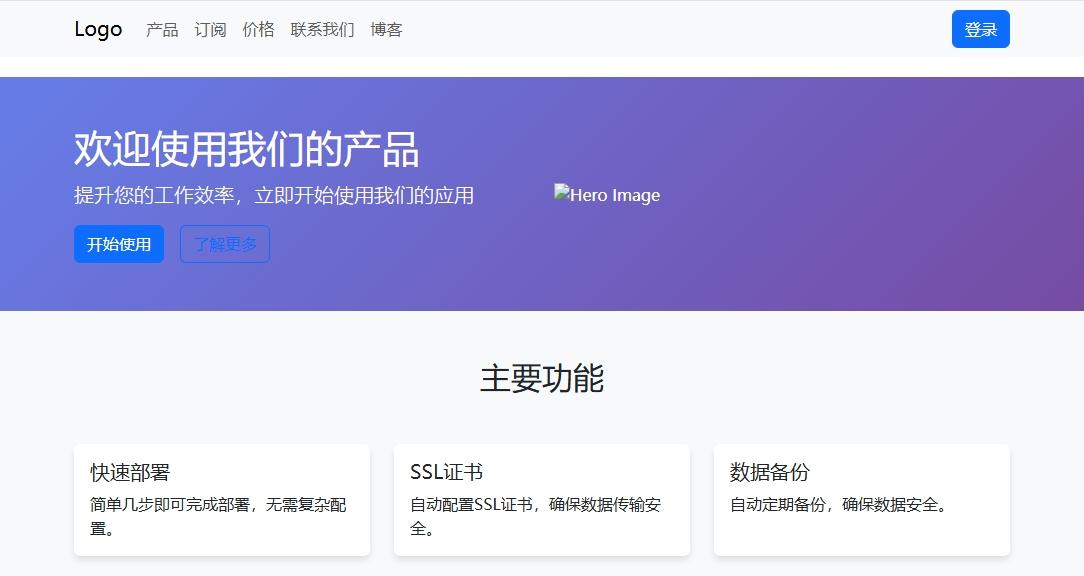 Logo 产品 订阅 价格 联系我们 博客 登录
欢迎使用我们的产品
提升您的工作效率，立即开始使用我们的应用
Hero Image
开始使用 了解更多
主要功能
快速部署
简单几步即可完成部署，无需复杂配
置。
SSL证书
自动配置SSL证书，确保数据传输安
全。
数据备份
自动定期备份，确保数据安全。